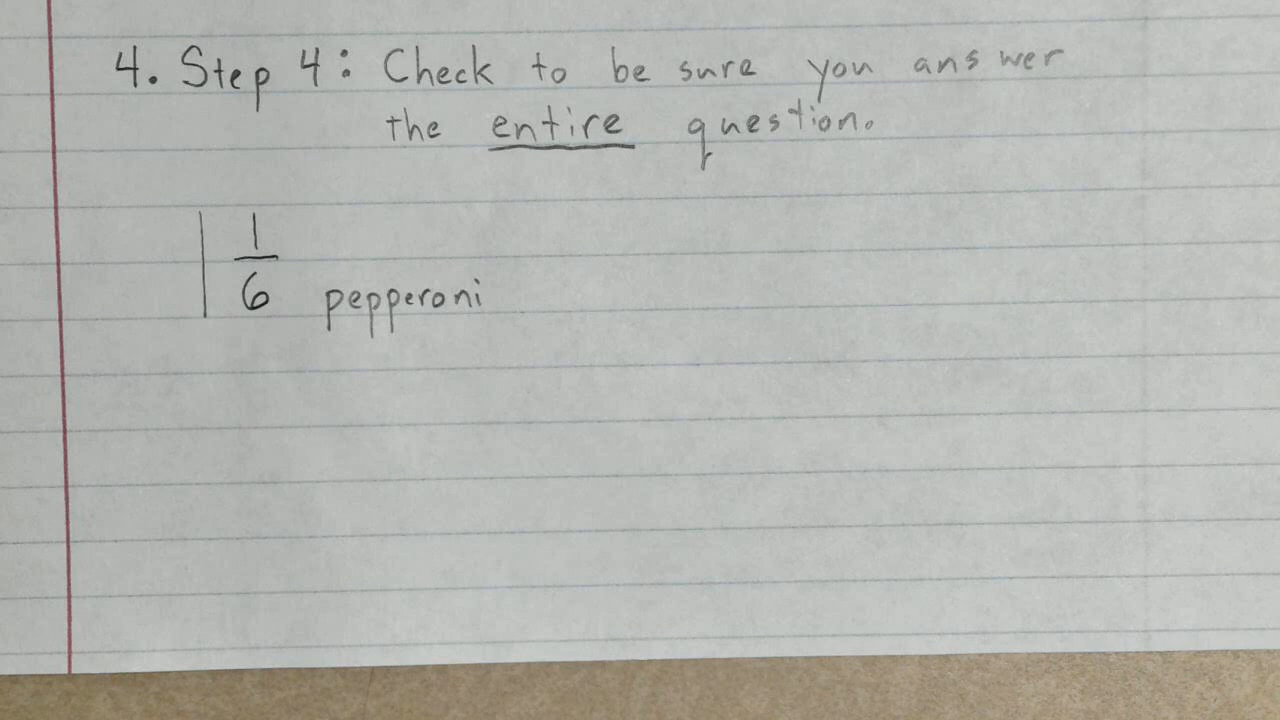 4. Step 4: Check to be sure you answer
the entire question.
1 1/6 pepperoni